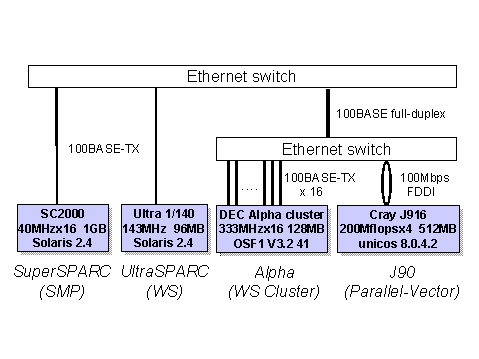 Ethernet switch
100BASE full-duplex
100BASE-TX
Ethernet switch
....
100BASE-TX
x 16
100Mbps
FDDI
SC2000
40MHzx16 1GB
Solaris 2.4
Ultra 1/140
143MHz 96MB
Solaris 2.4
DEC Alpha cluster
333MHzx16 128MB
OSF1 V3.2 41
Cray J916
200Mflopsx4 512MB
unicos 8.0.4.2
SuperSPARC
(SMP)
UltraSPARC
(WS)
Alpha
(WS Cluster)
J90
(Parallel-Vector)